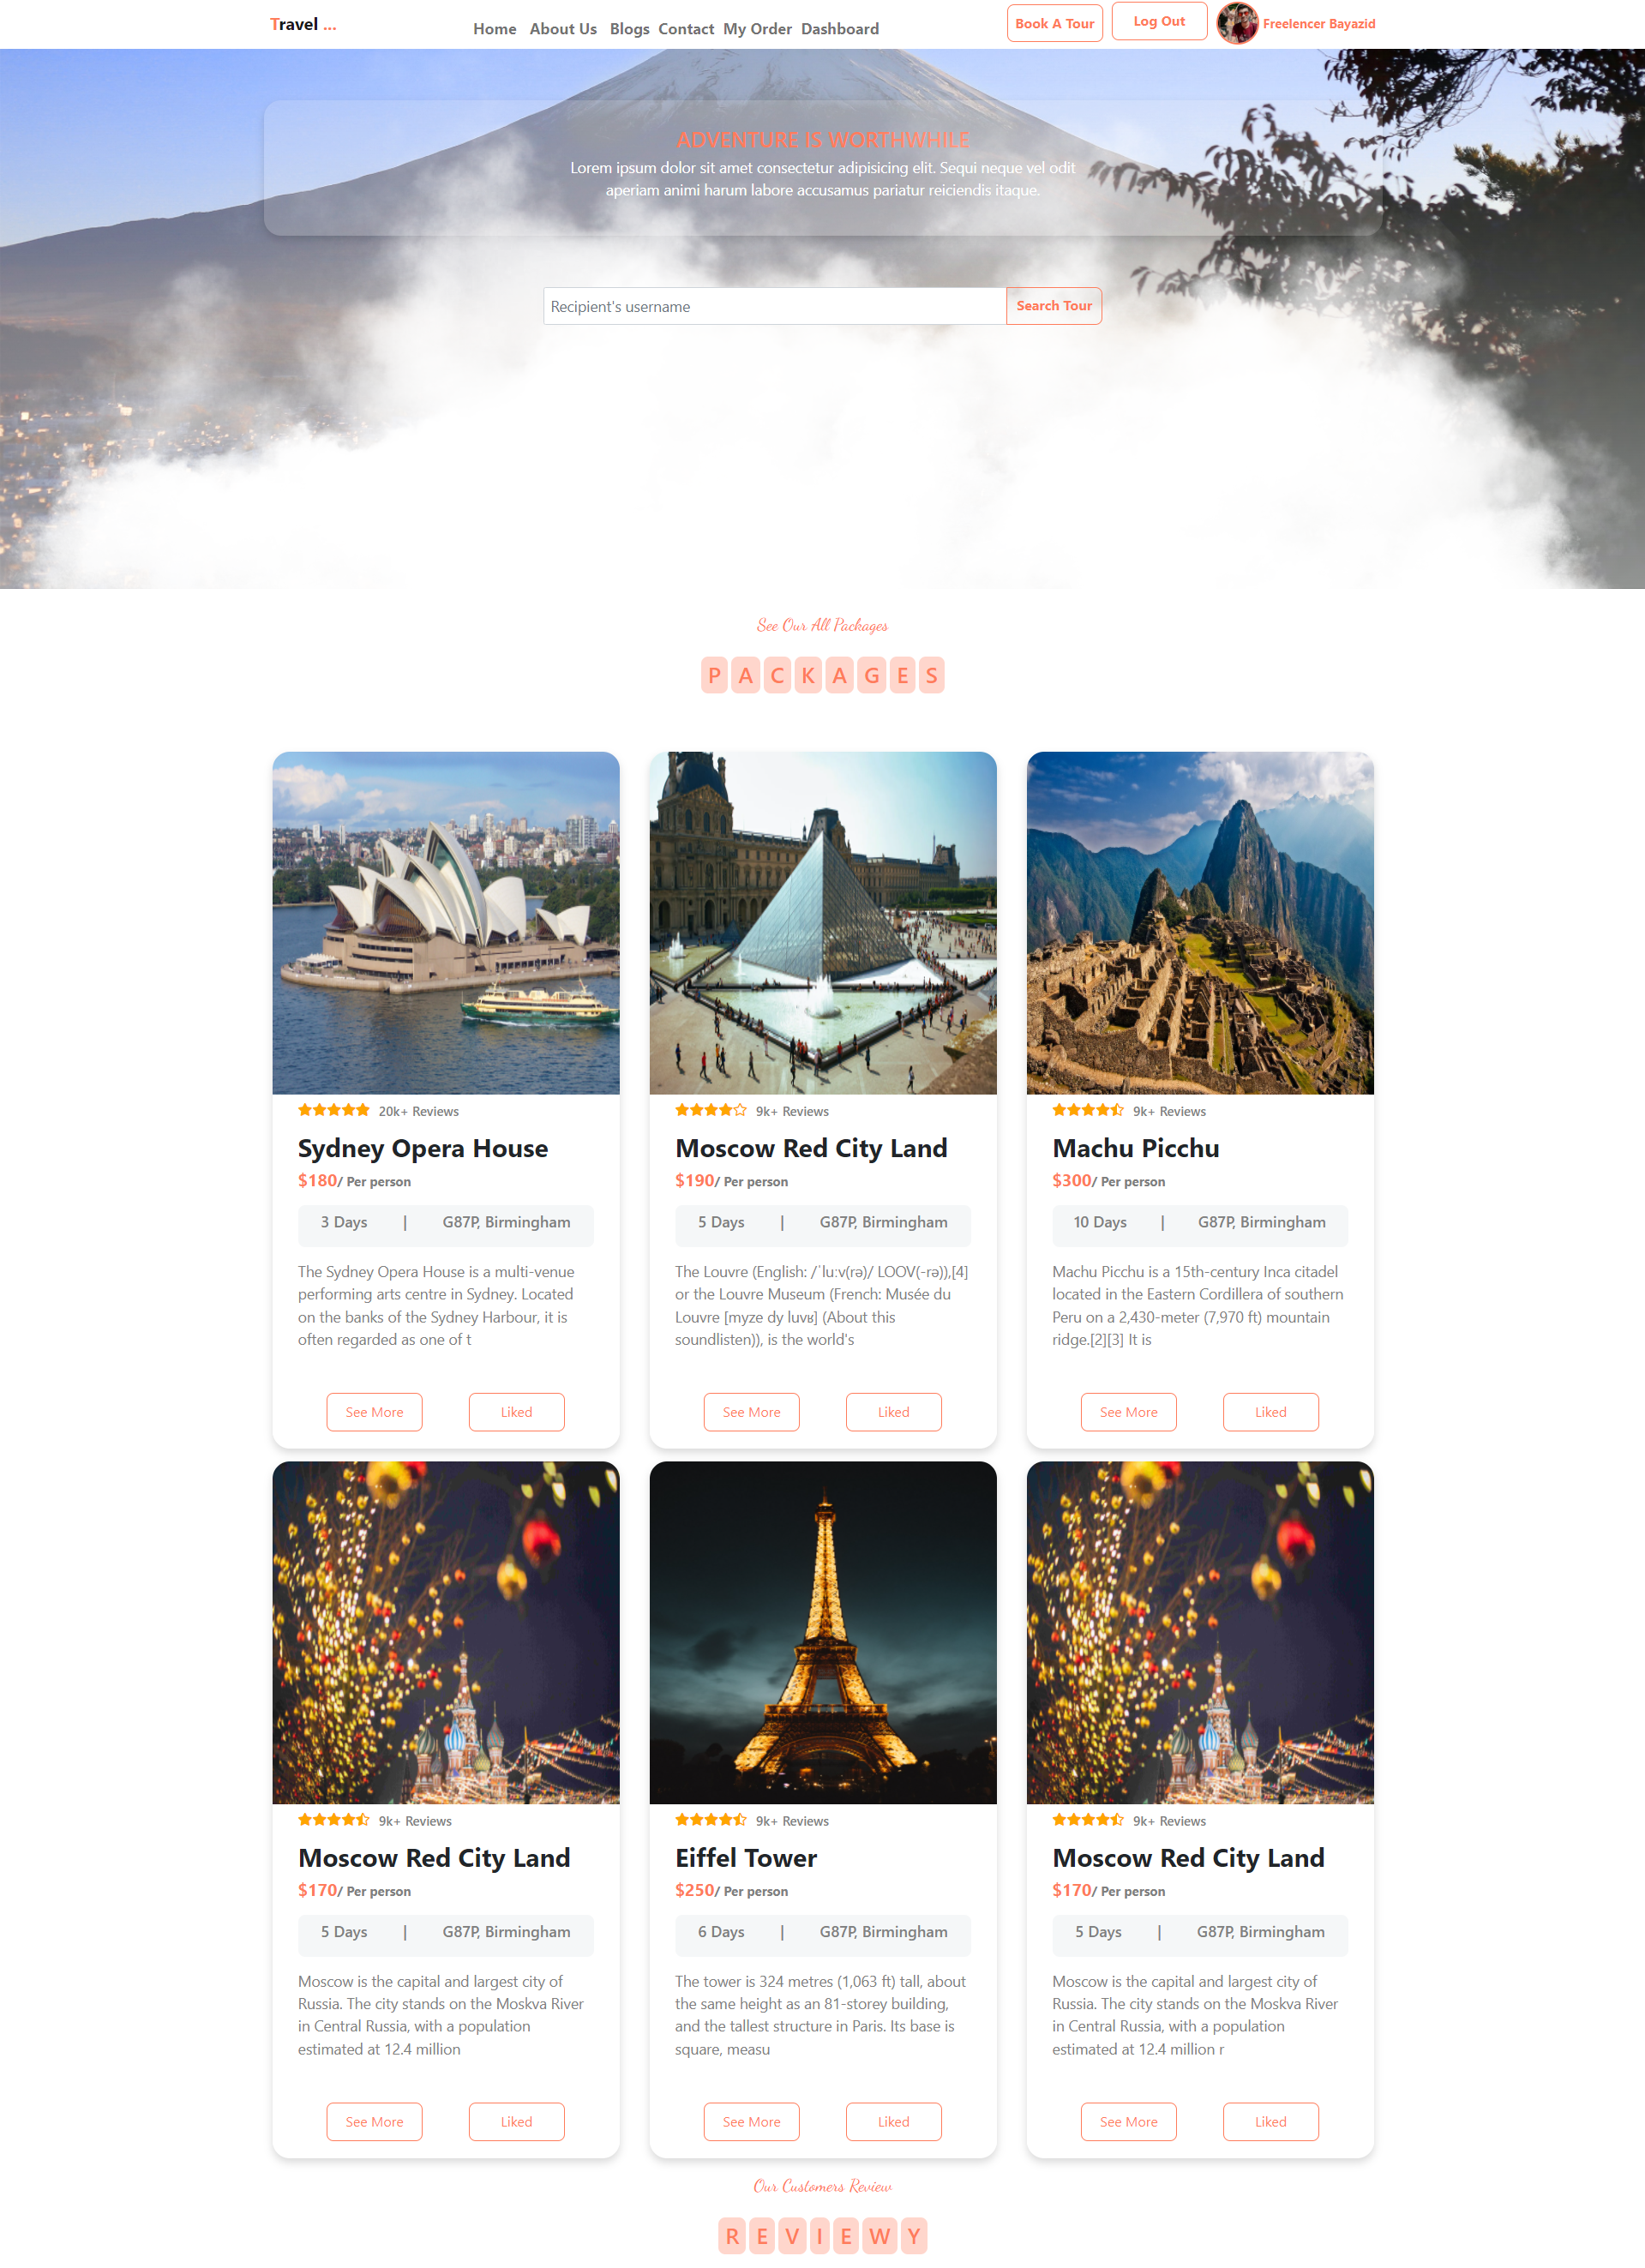 Travel ...
Home About Us Blogs Contact My Order Dashboard
Book A Tour
Log Out
Freelencer Bayazid
ADVENTURE IS WORTHWHILE
Lorem ipsum dolor sit amet consectetur adipisicing elit. Sequi neque vel odit
aperiam animi harum labore accusamus pariatur reiciendis itaque.
Recipient's username
Search Tour
See Our All Packages
PACKAGES
20k+ Reviews
Sydney Opera House
$180/ Per person
3 Days | G87P, Birmingham
The Sydney Opera House is a multi-venue
performing arts centre in Sydney. Located
on the banks of the Sydney Harbour, it is
often regarded as one of t
See More
Liked
9k+ Reviews
Moscow Red City Land
$190/ Per person
5 Days | G87P, Birmingham
The Louvre (English: /ˈluːv(rə)/ LOOV(-rə)),[4]
or the Louvre Museum (French: Musée du
Louvre [myze dy luvʁ] (About this
soundlisten)), is the world's
See More
Liked
9k+ Reviews
Machu Picchu
$300/ Per person
10 Days | G87P, Birmingham
Machu Picchu is a 15th-century Inca citadel
located in the Eastern Cordillera of southern
Peru on a 2,430-meter (7,970 ft) mountain
ridge.[2][3] It is
See More
Liked
9k+ Reviews
Moscow Red City Land
$170/ Per person
5 Days | G87P, Birmingham
Moscow is the capital and largest city of
Russia. The city stands on the Moskva River
in Central Russia, with a population
estimated at 12.4 million
See More
Liked
9k+ Reviews
Eiffel Tower
$250/ Per person
6 Days | G87P, Birmingham
The tower is 324 metres (1,063 ft) tall, about
the same height as an 81-storey building,
and the tallest structure in Paris. Its base is
square, measu
See More
Liked
9k+ Reviews
Moscow Red City Land
$170/ Per person
5 Days | G87P, Birmingham
Moscow is the capital and largest city of
Russia. The city stands on the Moskva River
in Central Russia, with a population
estimated at 12.4 million r
See More
Liked
Our Customers Review
REVIEWY